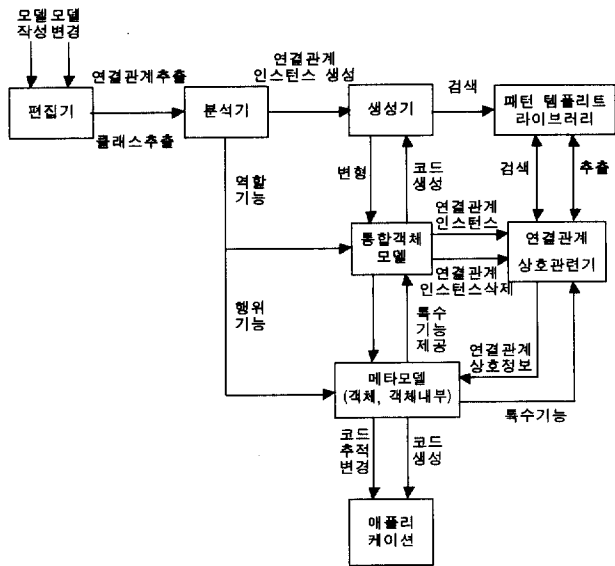 모델 모델
작성 변경
연결관계추출
연결관계
인스턴스 생성
검색
편집기
분석기
생성기
패턴 템플리트
라이브러리
클래스추출
역할
기능
변형
코드
생성
검색
추출
연결관계
인스턴스
통합객체
모델
연결관계
상호관련기
연결관계
인스턴스삭제
행위
기능
특수
기능
제공
연결관계
상호정보
메타모델
(객체, 객체내부)
특수기능
코드
추적
변경
코드
생성
애플리
케이션